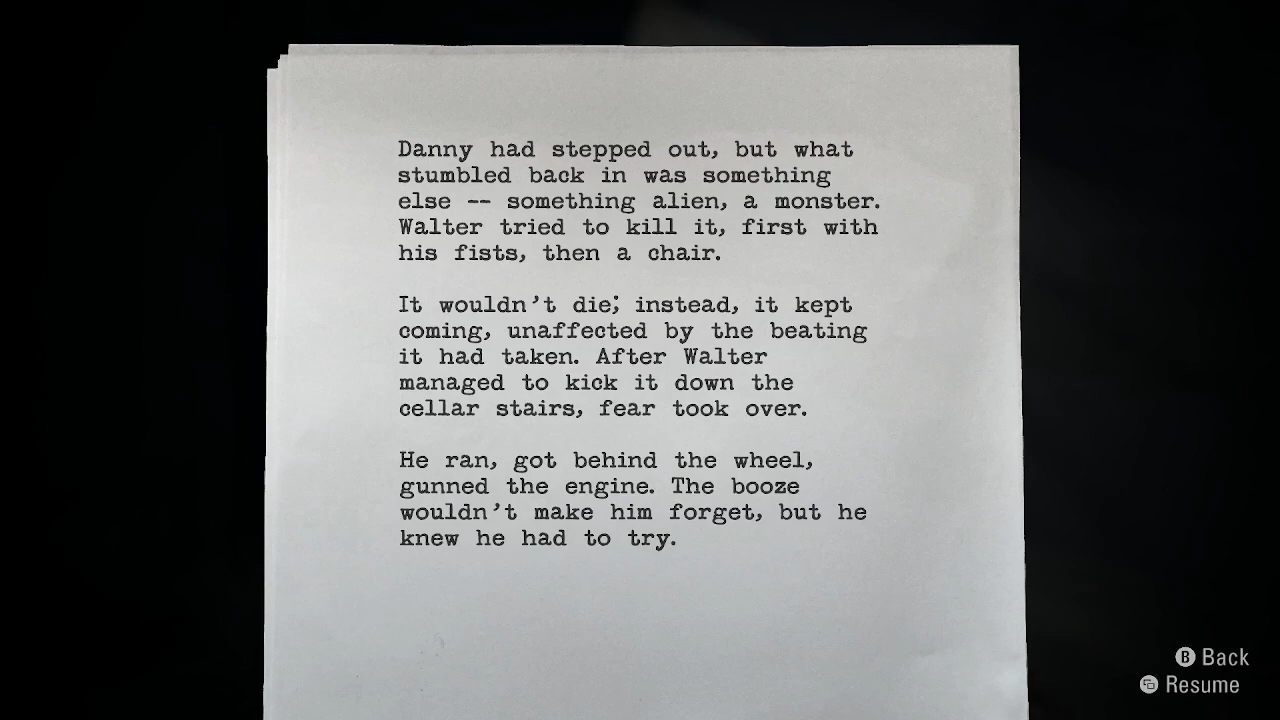 Danny had stepped out, but what
stumbled back in was something
else -- something alien, a monster.
Walter tried to kill it, first with
his fists, then a chair.
It wouldn't die; instead, it kept
coming, unaffected by the beating
it had taken. After Walter
managed to kick it down the
cellar stairs, fear took over.
He ran, got behind the wheel,
gunned the engine. The booze
wouldn't make him forget, but he
knew he had to try.
B Back
Resume